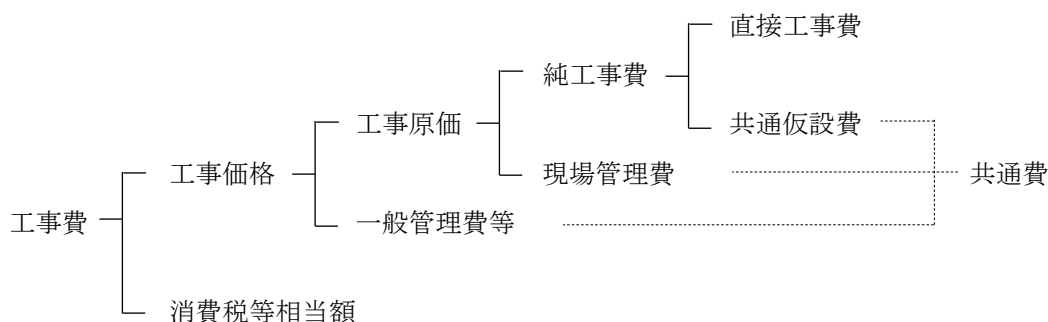 直接工事費
純工事費
工事原価
共通仮設費
工事価格
現場管理費
共通費
工事費
一般管理費等
消費税等相当額